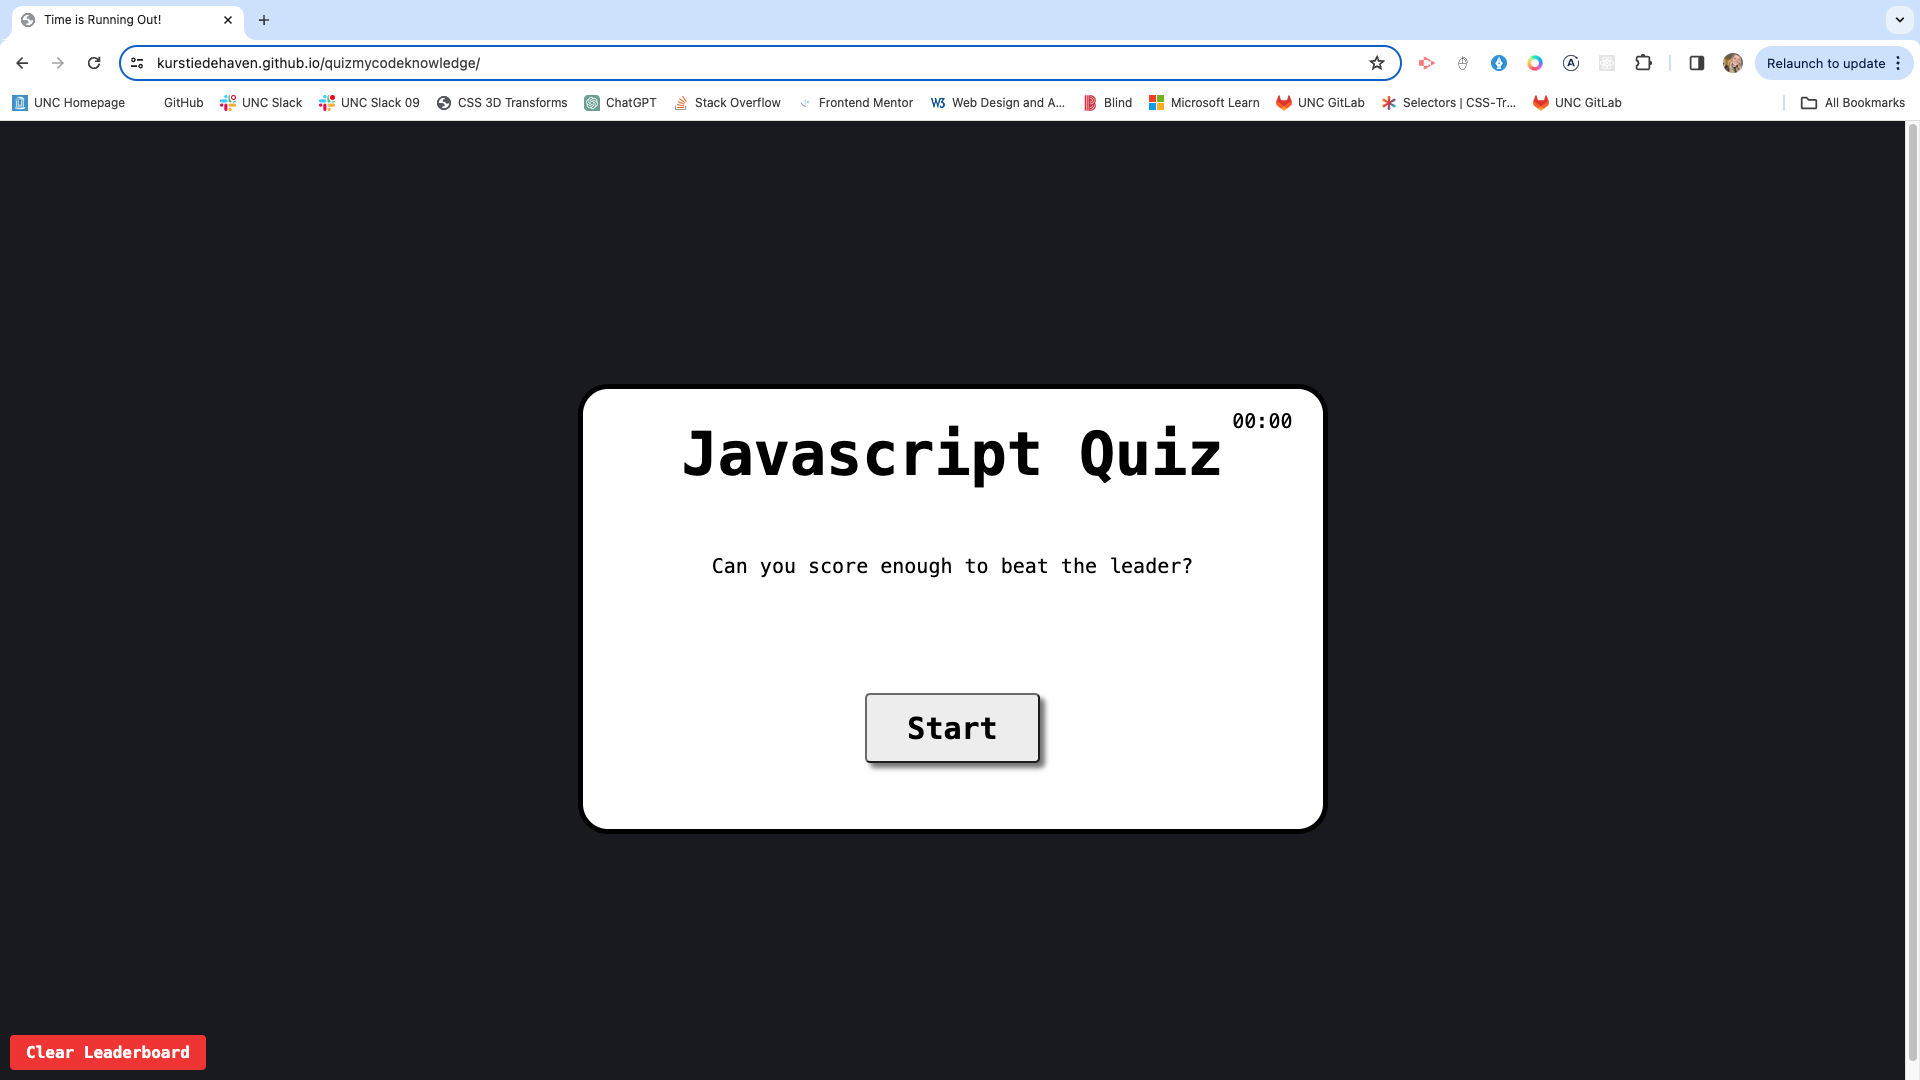 Time is Running Out!
kurstiedehaven.github.io/quizmycodeknowledge/
Relaunch to update
UNC Homepage
GitHub
UNC Slack
UNC Slack 09
CSS 3D Transforms
ChatGPT
Stack Overflow
Frontend Mentor
W3 Web Design and A...
Blind
Microsoft Learn
UNC GitLab
Selectors | CSS-Tr...
UNC GitLab
All Bookmarks
00:00
Javascript Quiz
Can you score enough to beat the leader?
Start
Clear Leaderboard